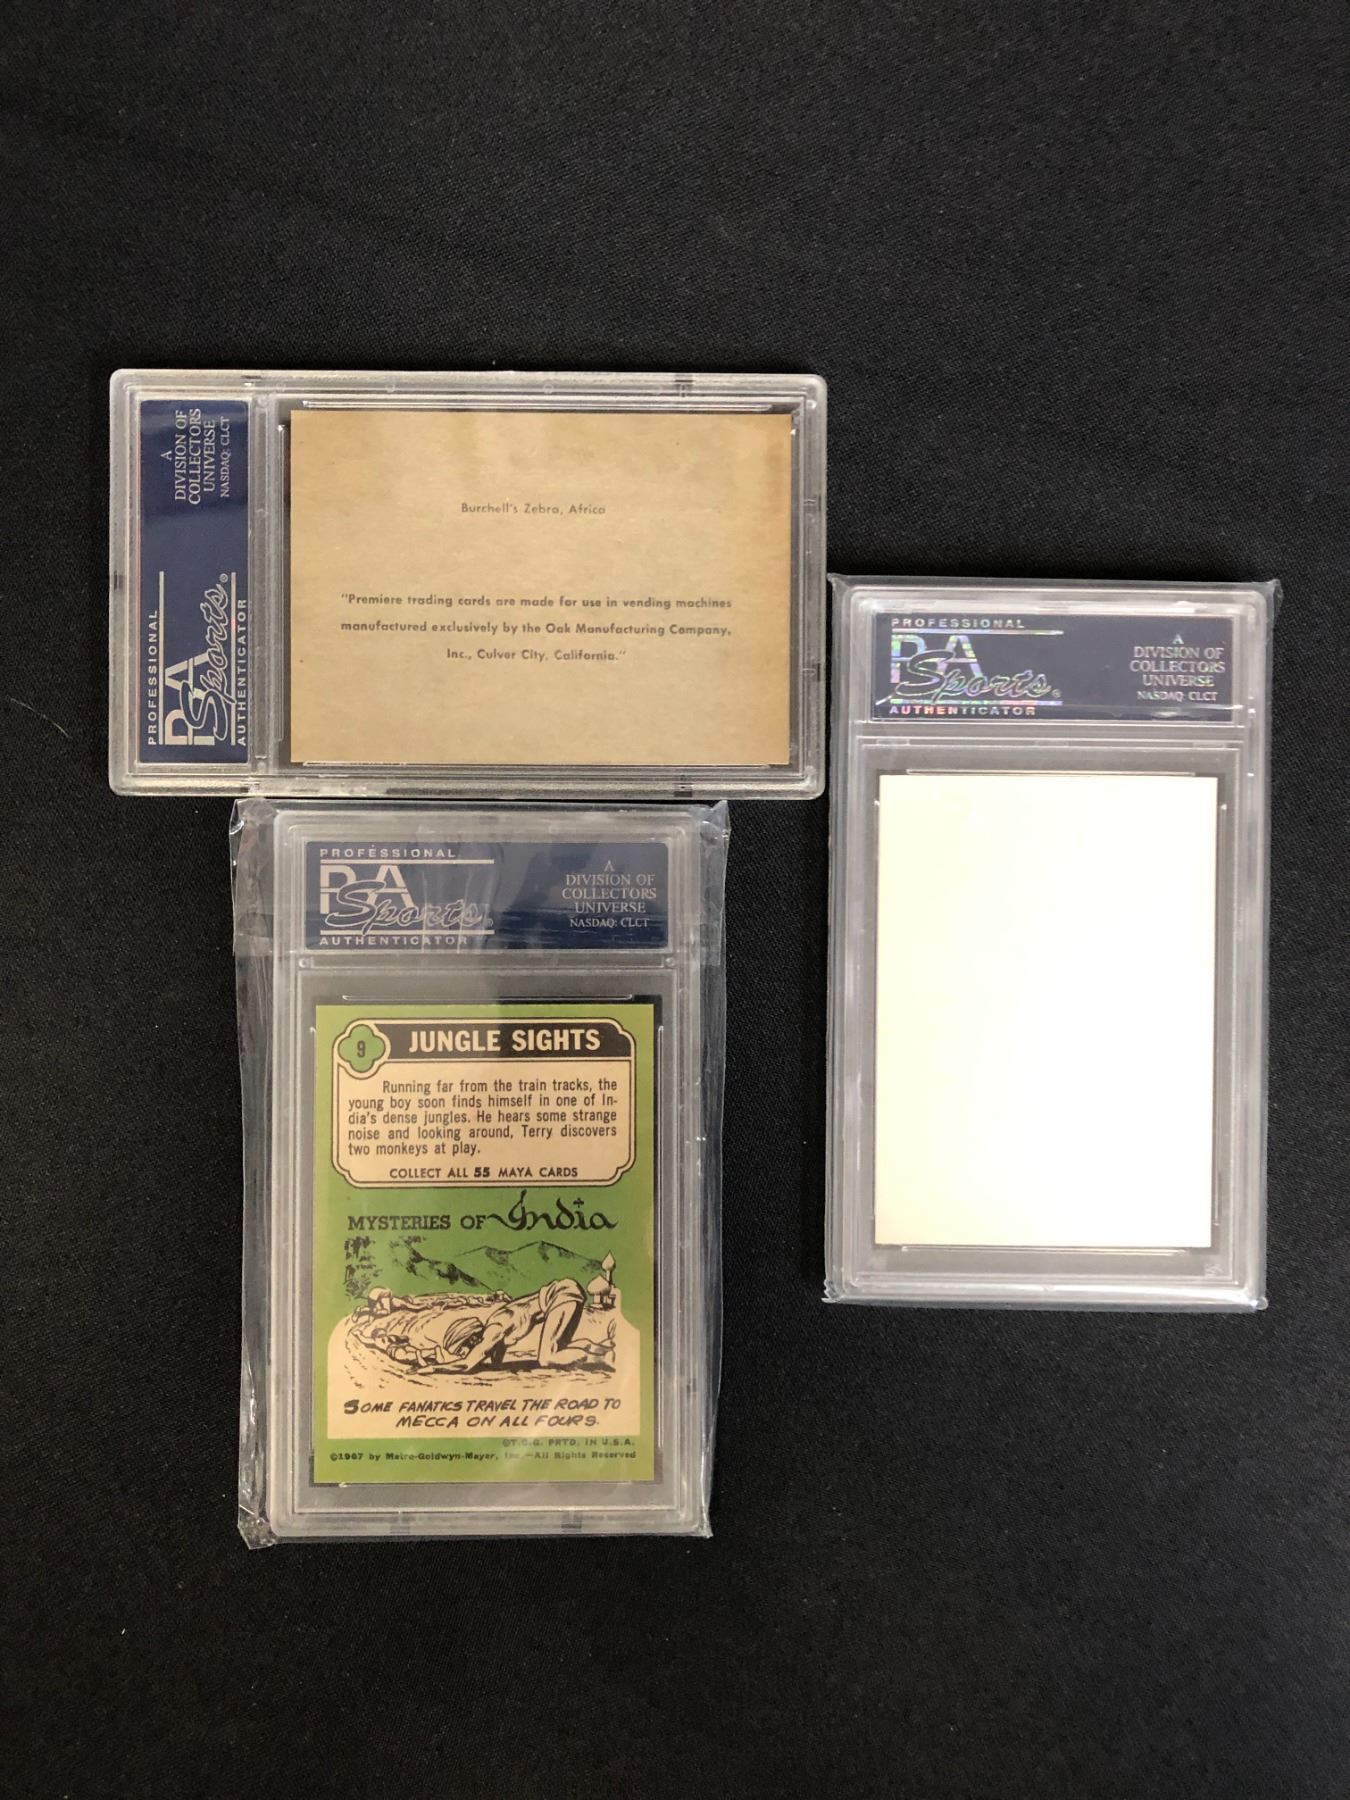 A
DIVISION OF
COLLECTORS
UNIVERSE
NASDAQ: CLCT
PROFESSIONAL
PSA
Sports®
AUTHENTICATOR
Burchell's Zebra, Africa
"Premiere trading cards are made for use in vending machines
manufactured exclusively by the Oak Manufacturing Company,
Inc., Culver City, California."
PROFESSIONAL
PSA
Sports®
AUTHENTICATOR
A
DIVISION OF
COLLECTORS
UNIVERSE
NASDAQ: CLCT
PROFESSIONAL
PSA
Sports®
AUTHENTICATOR
A
DIVISION OF
COLLECTORS
UNIVERSE
NASDAQ: CLCT
9
JUNGLE SIGHTS
Running far from the train tracks, the
young boy soon finds himself in one of In-
dia's dense jungles. He hears some strange
noise and looking around, Terry discovers
two monkeys at play.
COLLECT ALL 55 MAYA CARDS
MYSTERIES OF India
SOME FANATICS TRAVEL THE ROAD TO
MECCA ON ALL FOURS.
©T.C.G. PRTD. IN U.S.A.
©1967 by Metro-Goldwyn-Mayer, Inc.—All Rights Reserved